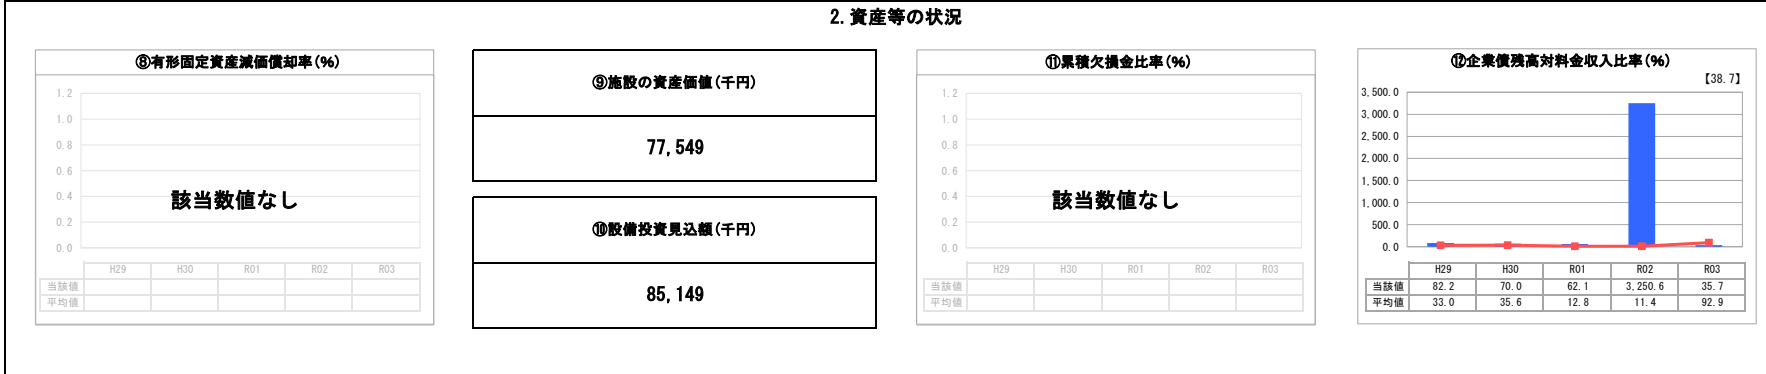 2. 資産等の状況
⑧有形固定資産減価償却率(%)
1.2
1.0
0.8
0.6
0.4
0.2
0.0
該当数値なし
H29 H30 R01 R02 R03
当該値
平均値
⑨施設の資産価値(千円)
77,549
⑩設備投資見込額(千円)
85,149
⑪累積欠損金比率(%)
1.2
1.0
0.8
0.6
0.4
0.2
0.0
該当数値なし
H29 H30 R01 R02 R03
当該値
平均値
⑫企業債残高対料金収入比率(%)
【38.7】
3,500.0
3,000.0
2,500.0
2,000.0
1,500.0
1,000.0
500.0
0.0
H29 H30 R01 R02 R03
当該値 82.2 70.0 62.1 3,250.6 35.7
平均値 33.0 35.6 12.8 11.4 92.9